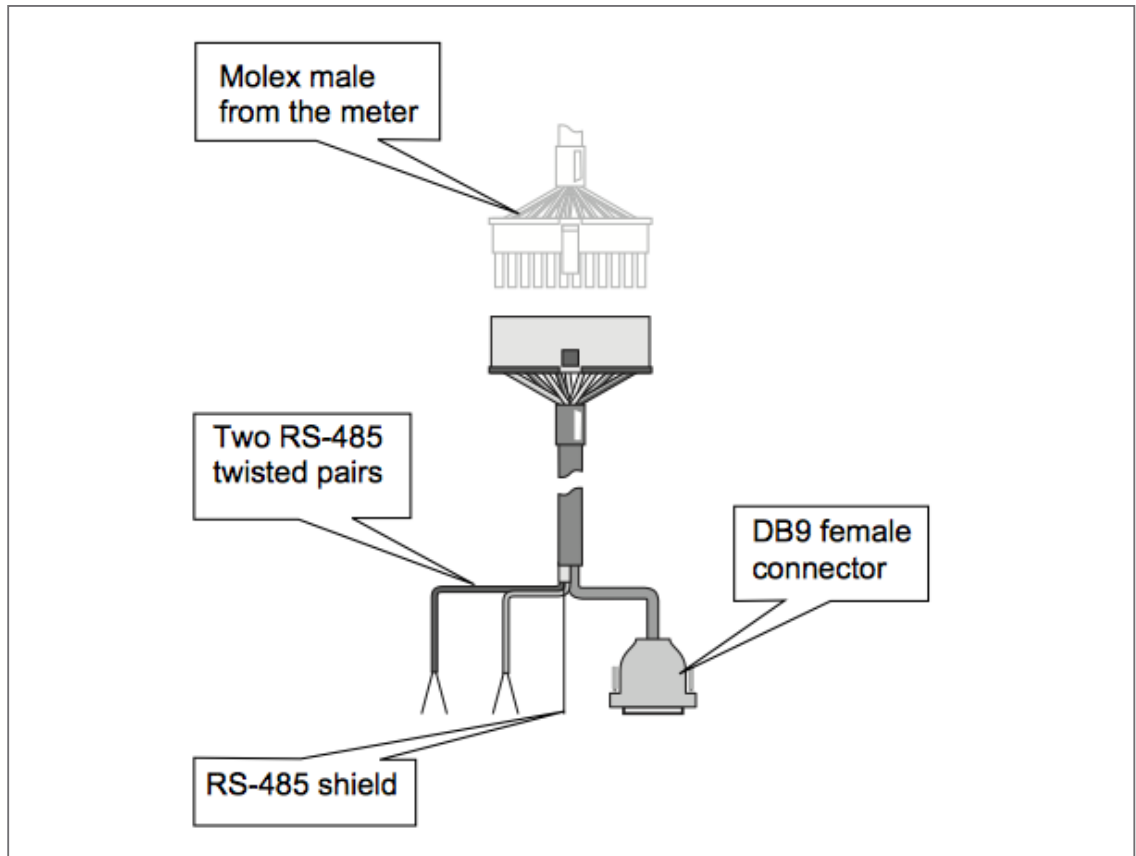 Molex male
from the meter
Two RS-485
twisted pairs
DB9 female
connector
RS-485 shield